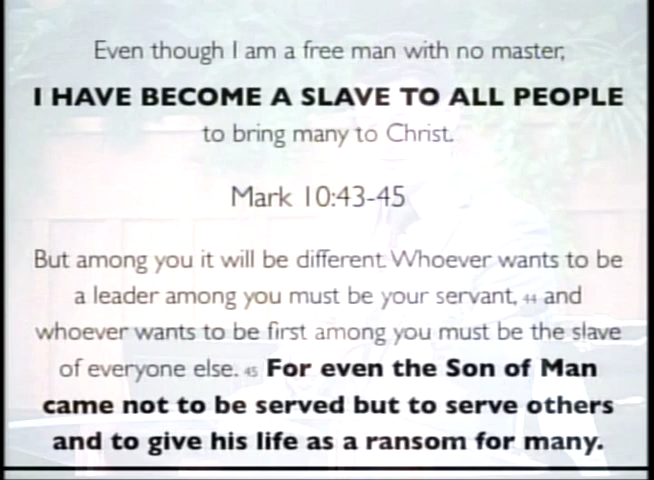 Even though I am a free man with no master,
I HAVE BECOME A SLAVE TO ALL PEOPLE
to bring many to Christ.
Mark 10:43-45
But among you it will be different. Whoever wants to be
a leader among you must be your servant, 44 and
whoever wants to be first among you must be the slave
of everyone else. 45 For even the Son of Man
came not to be served but to serve others
and to give his life as a ransom for many.